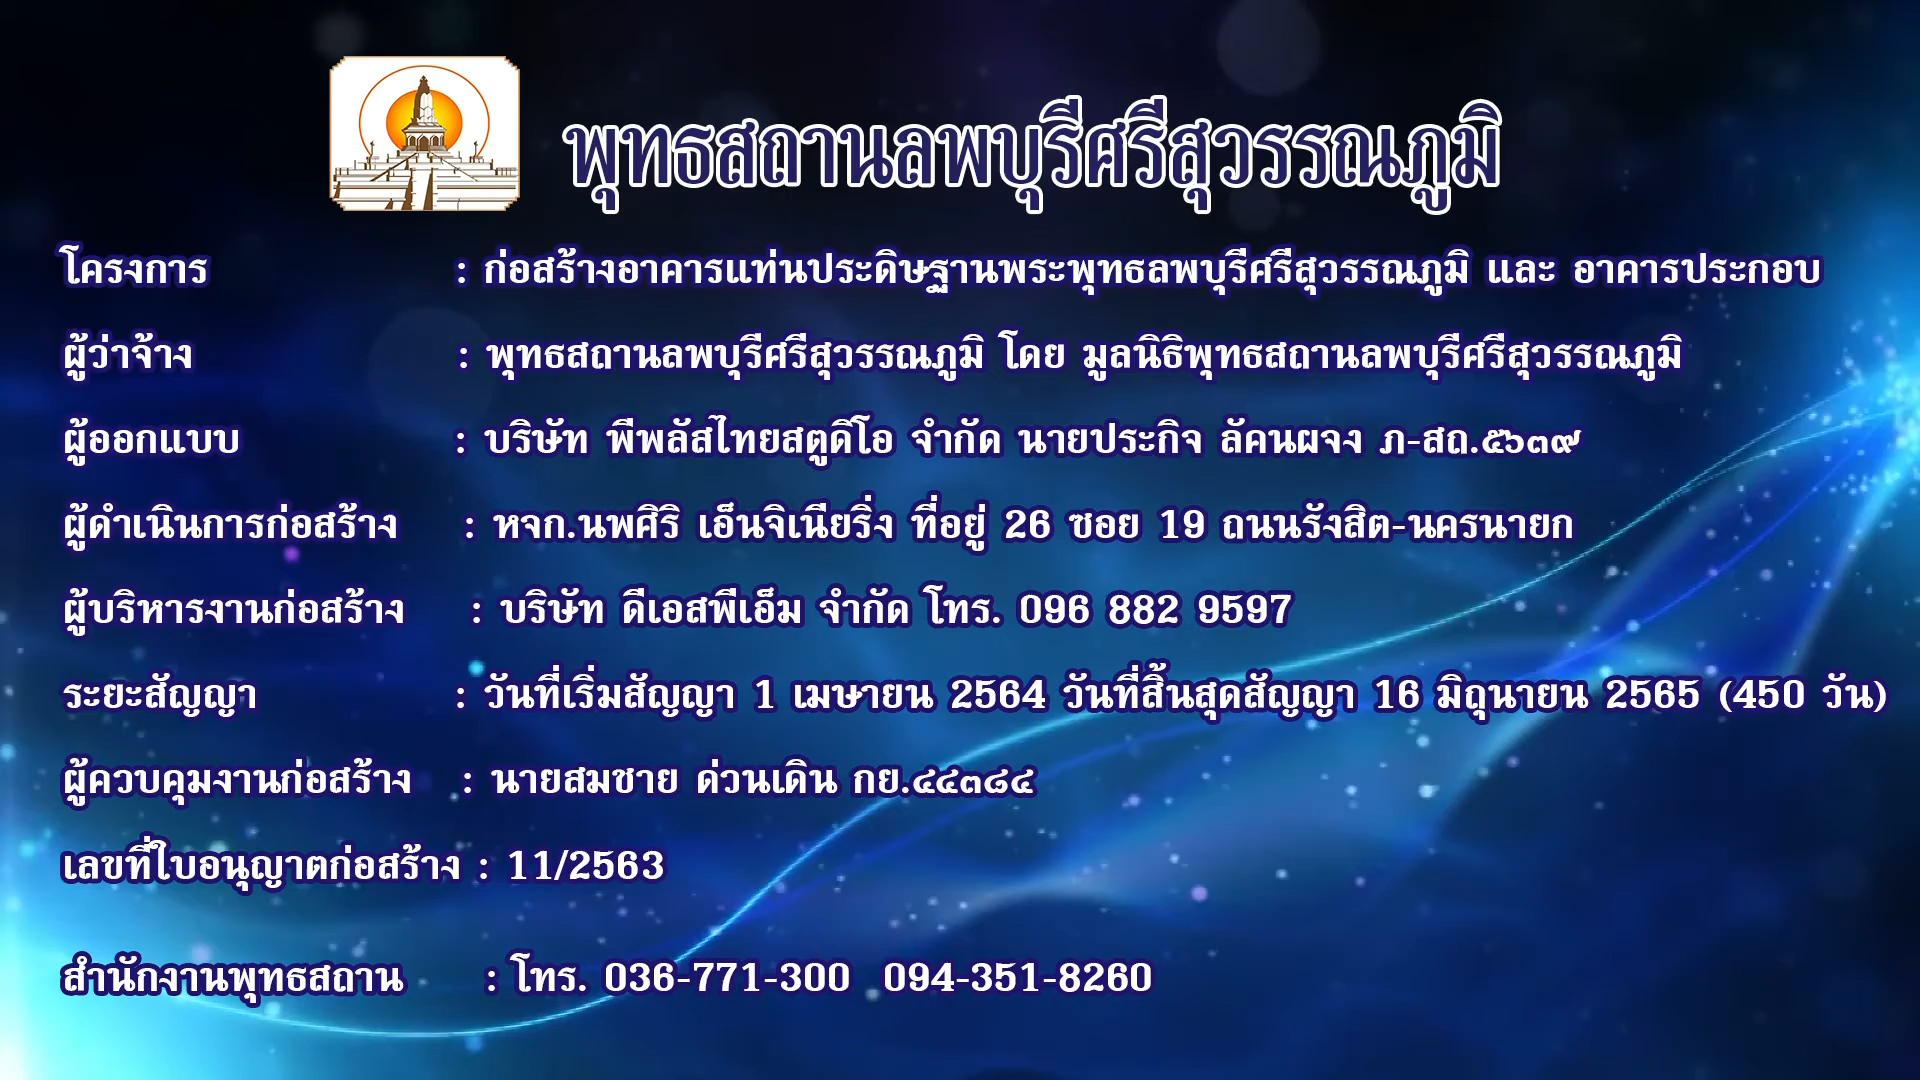 พุทธสถานลพบุรีศรีสุวรรณภูมิ
โครงการ : ก่อสร้างอาคารแท่นประดิษฐานพระพุทธลพบุรีศรีสุวรรณภูมิ และ อาคารประกอบ
ผู้ว่าจ้าง : พุทธสถานลพบุรีศรีสุวรรณภูมิ โดย มูลนิธิพุทธสถานลพบุรีศรีสุวรรณภูมิ
ผู้ออกแบบ : บริษัท พีพลัสไทยสตูดิโอ จำกัด นายประกิจ ลัคนผจง ภ-สถ.๕๖๓๙
ผู้ดำเนินการก่อสร้าง : หจก.นพศิริ เอ็นจิเนียริ่ง ที่อยู่ 26 ซอย 19 ถนนรังสิต-นครนายก
ผู้บริหารงานก่อสร้าง : บริษัท ดีเอสพีเอ็ม จำกัด โทร. 096 882 9597
ระยะสัญญา : วันที่เริ่มสัญญา 1 เมษายน 2564 วันที่สิ้นสุดสัญญา 16 มิถุนายน 2565 (450 วัน)
ผู้ควบคุมงานก่อสร้าง : นายสมชาย ด่วนเดิน กย.๔๔๓๘๔
เลขที่ใบอนุญาตก่อสร้าง : 11/2563
สำนักงานพุทธสถาน : โทร. 036-771-300 094-351-8260